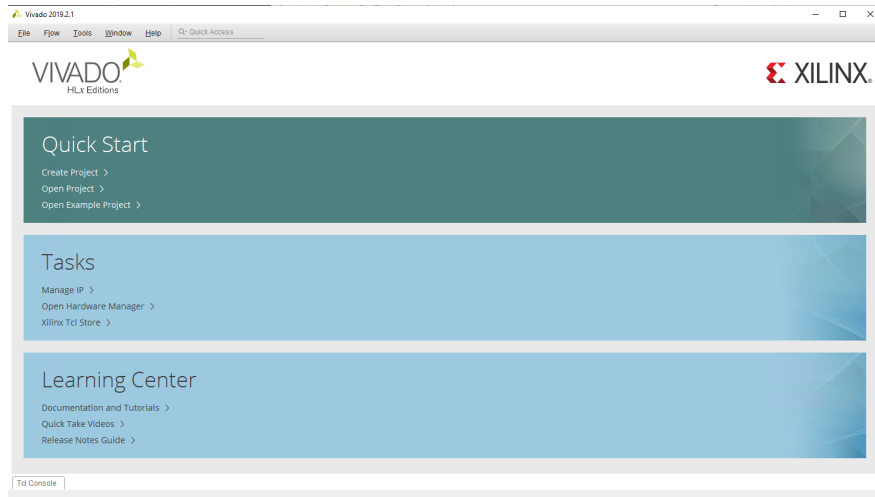 Vivado 2019.2.1
File Flow Tools Window Help Q- Quick Access
VIVADO.
HLx Editions
XILINX.
Quick Start
Create Project >
Open Project >
Open Example Project >
Tasks
Manage IP >
Open Hardware Manager >
Xilinx Tcl Store >
Learning Center
Documentation and Tutorials >
Quick Take Videos >
Release Notes Guide >
Tcl Console